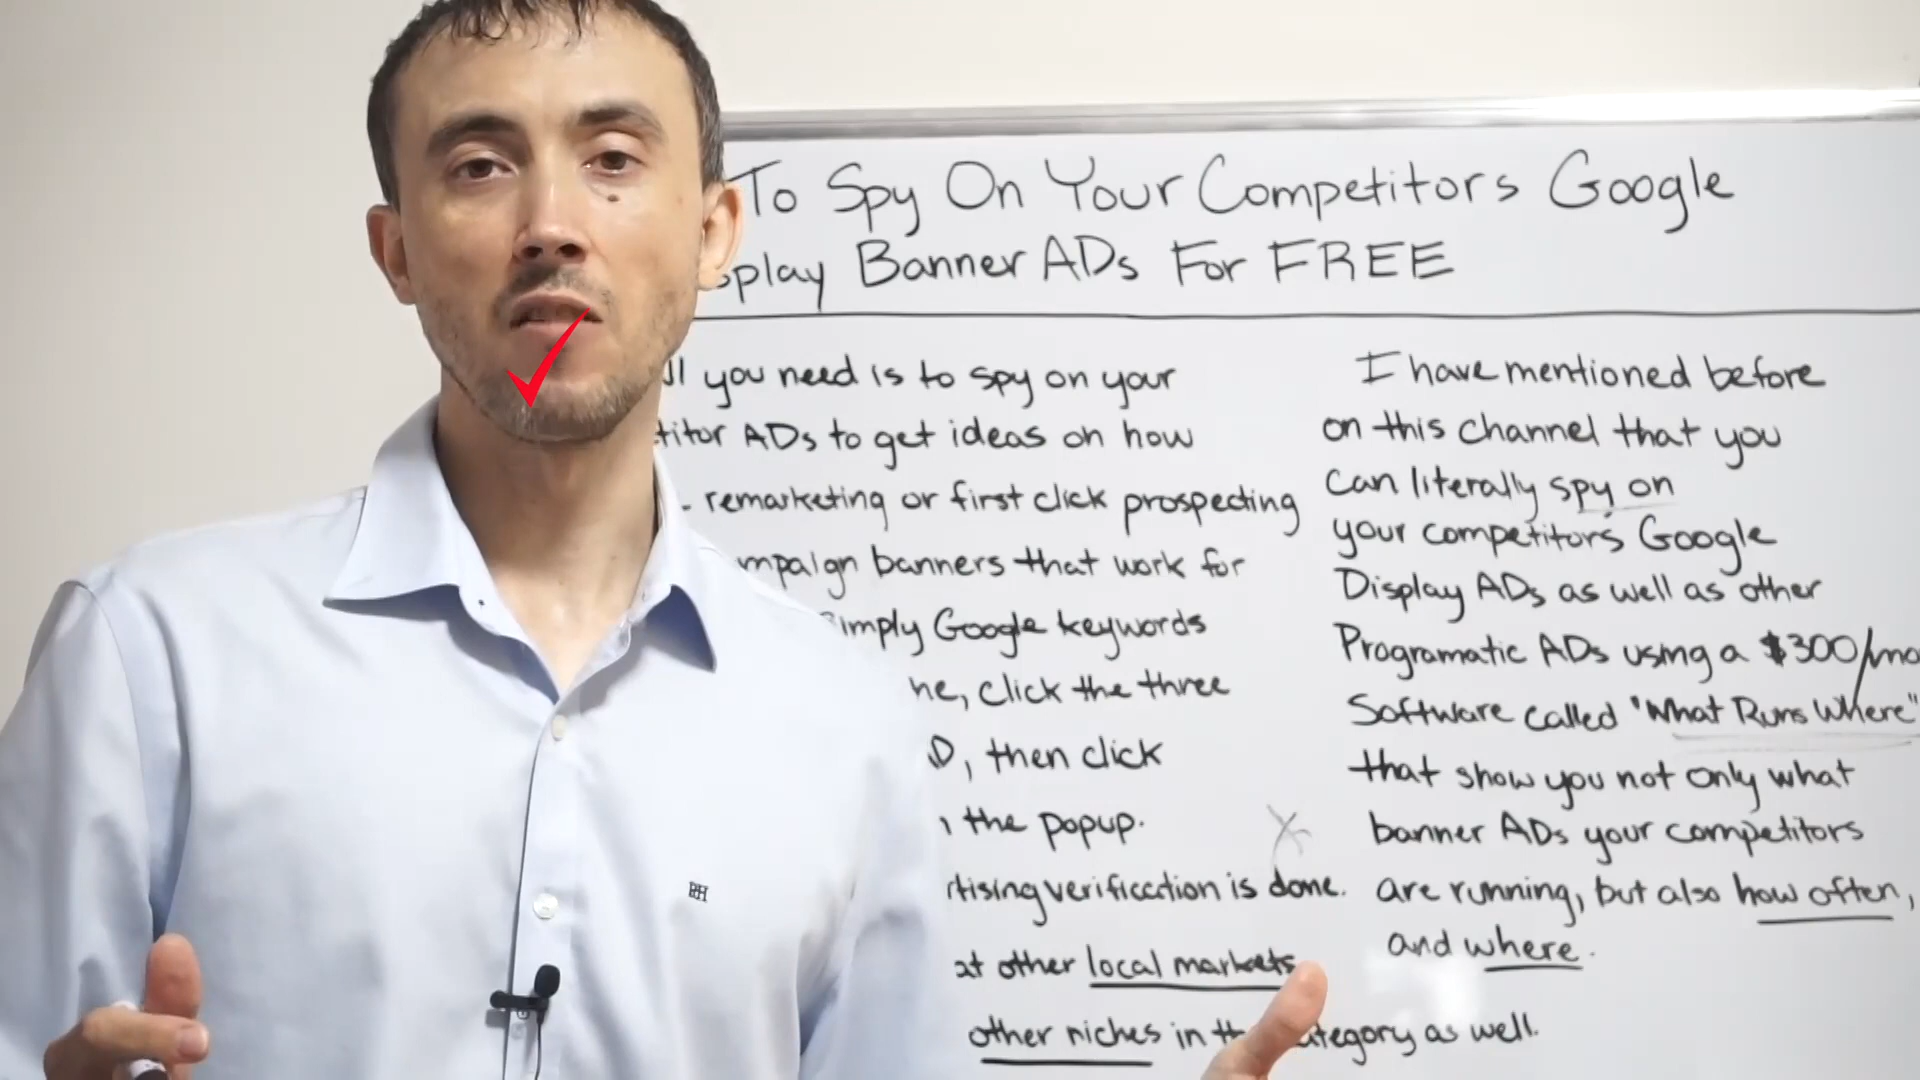 To Spy On Your Competitors Google
splay Banner ADs For FREE
you need is to spy on your
titor ADs to get ideas on how
remarketing or first click prospecting
mpaign banners that work for
imply Google keywords
ne, click the three
D, then click
the popup.
rtising verification is done.
at other local markets
other niches in th ategory as well.
I have mentioned before
on this channel that you
can literally spy on
your competitors Google
Display ADs as well as other
Programatic ADs using a $300/mo
Software called "What Runs Where"
that show you not only what
banner ADs your competitors
are running, but also how often,
and where.
PH